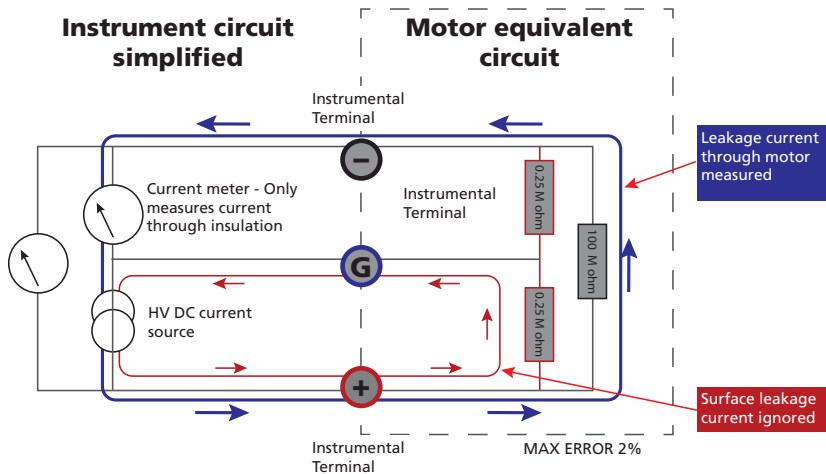 Instrument circuit
simplified
Motor equivalent
circuit
Instrumental
Terminal
−
Leakage current
through motor
measured
Current meter - Only
measures current
through insulation
Instrumental
Terminal
0.25 M ohm
100 M ohm
G
HV DC current
source
0.25 M ohm
+
Surface leakage
current ignored
Instrumental
Terminal
MAX ERROR 2%